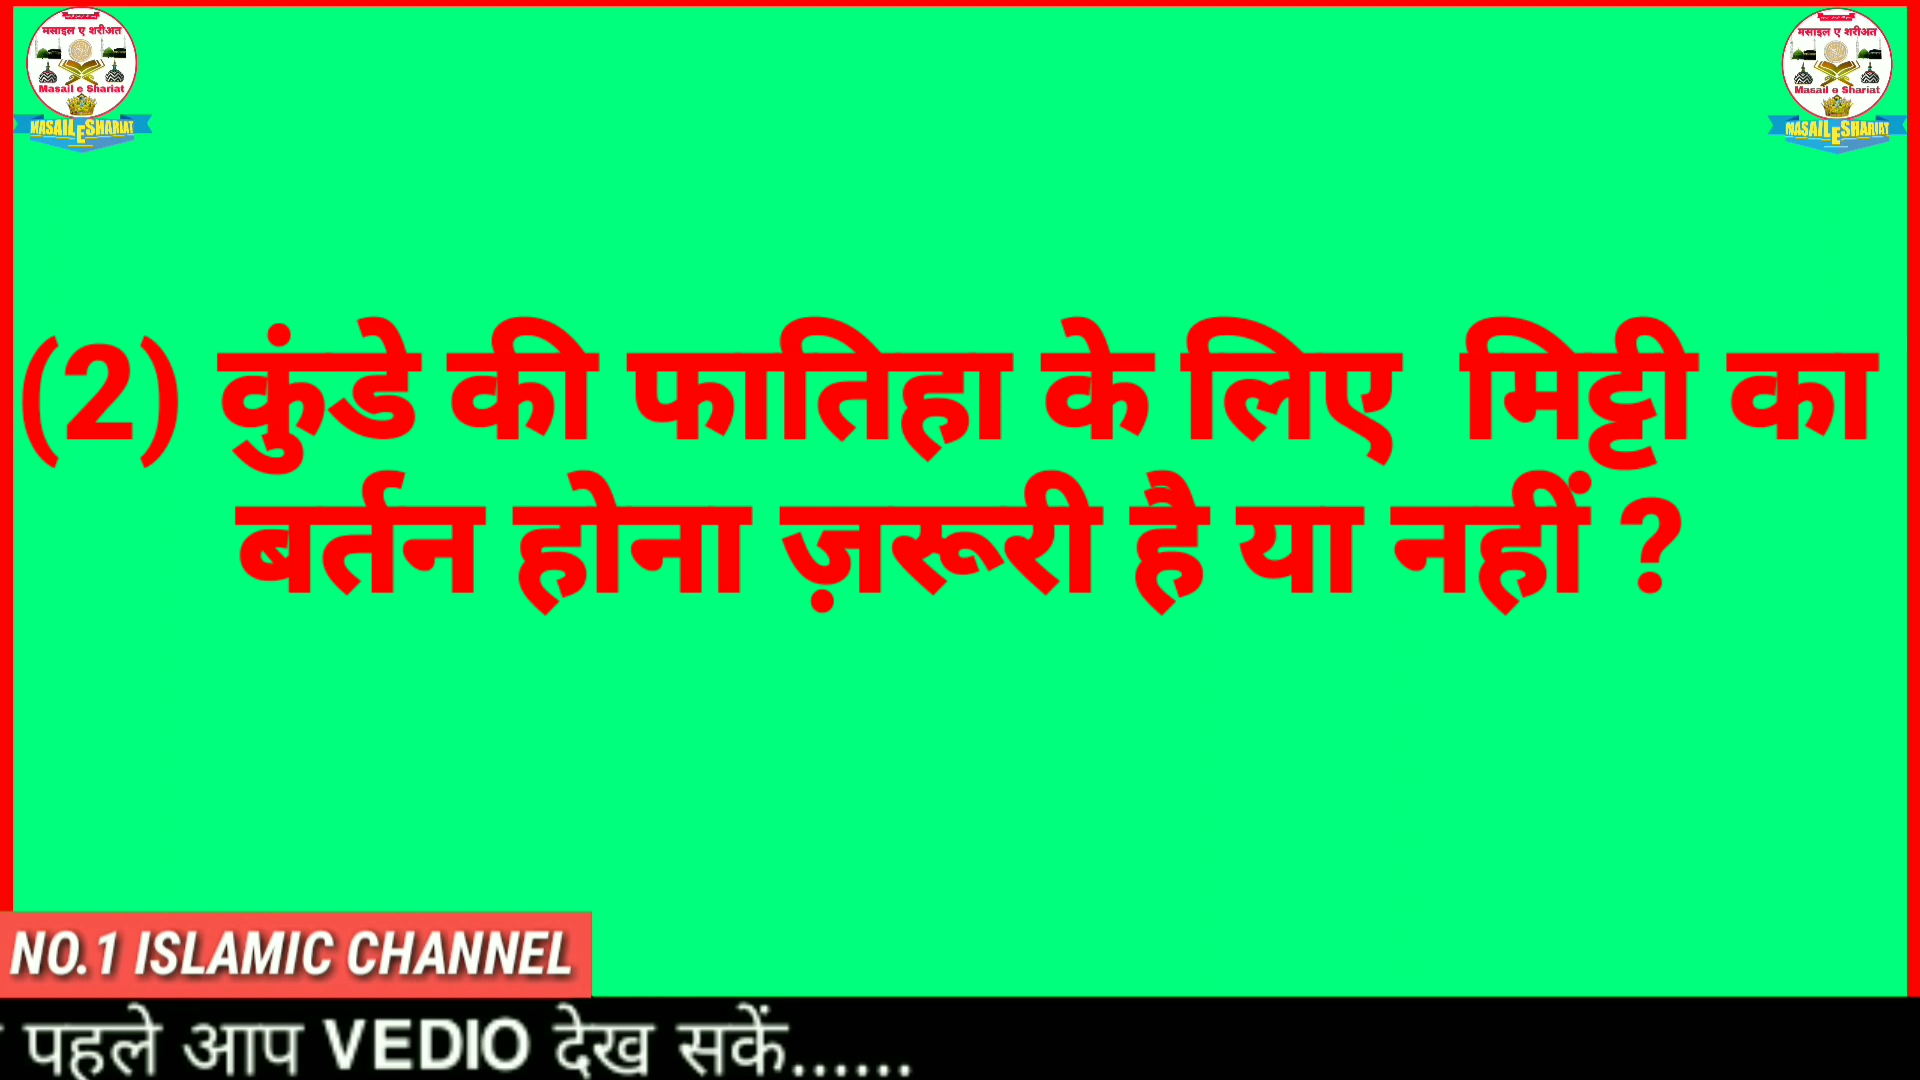 मसाइल ए शरीअत
Masail e Shariat
MASAIL E SHARIAT
मसाइल ए शरीअत
Masail e Shariat
MASAIL E SHARIAT
(2) कुंडे की फातिहा के लिए मिट्टी का
बर्तन होना ज़रूरी है या नहीं ?
NO.1 ISLAMIC CHANNEL
पहले आप VEDIO देख सकें......